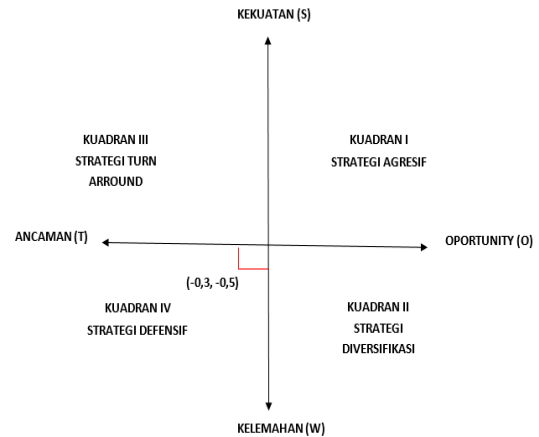 KEKUATAN (S)
KUADRAN III
STRATEGI TURN
ARROUND
KUADRAN I
STRATEGI AGRESIF
ANCAMAN (T)
OPORTUNITY (O)
(-0,3, -0,5)
KUADRAN IV
STRATEGI DEFENSIF
KUADRAN II
STRATEGI
DIVERSIFIKASI
KELEMAHAN (W)